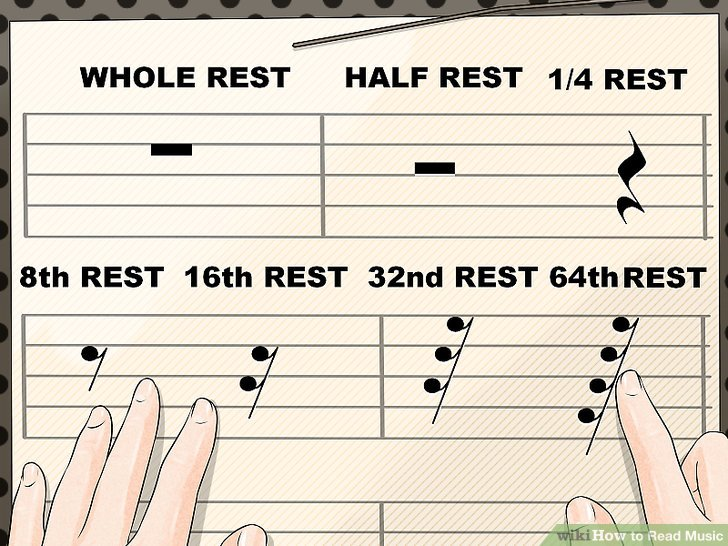 WHOLE REST HALF REST 1/4 REST
8th REST 16th REST 32nd REST 64th REST
wikiHow to Read Music